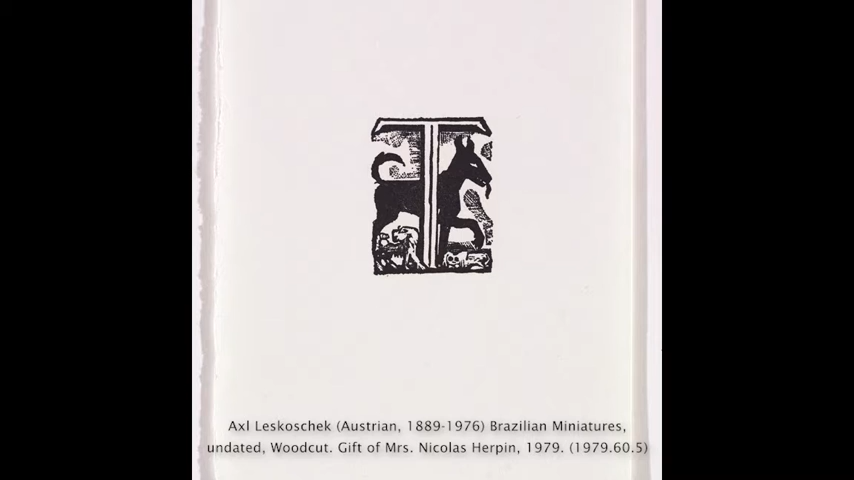 T
Axl Leskoschek (Austrian, 1889-1976) Brazilian Miniatures,
undated, Woodcut. Gift of Mrs. Nicolas Herpin, 1979. (1979.60.5)